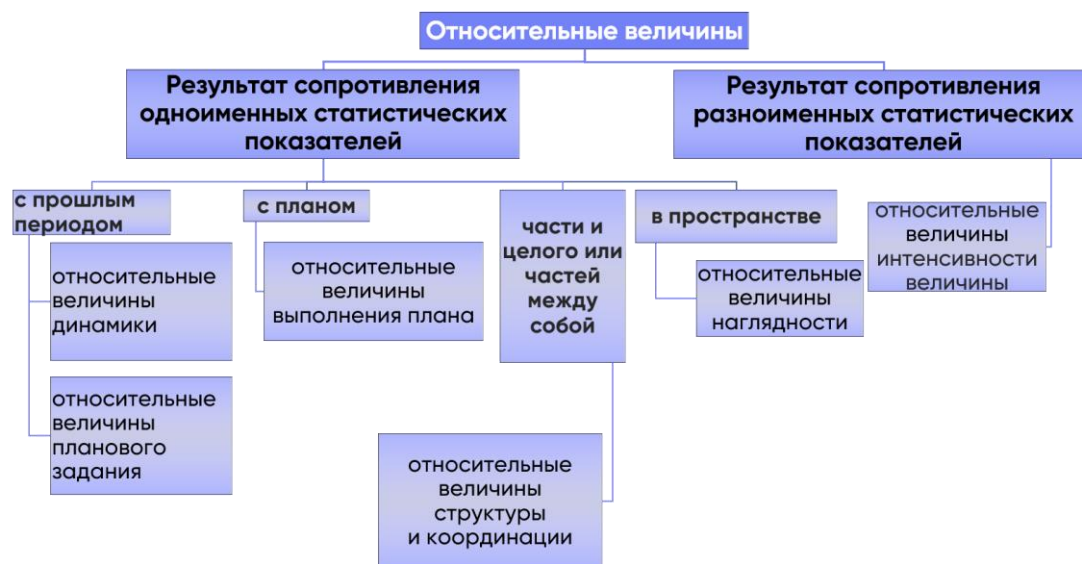 Относительные величины
Результат сопротивления
одноименных статистических
показателей
Результат сопротивления
разноименных статистических
показателей
с прошлым
периодом
относительные
величины
динамики
относительные
величины
планового
задания
с планом
относительные
величины
выполнения плана
части и
целого или
частей
между
собой
относительные
величины
структуры
и координации
в пространстве
относительные
величины
наглядности
относительные
величины
интенсивности
величины